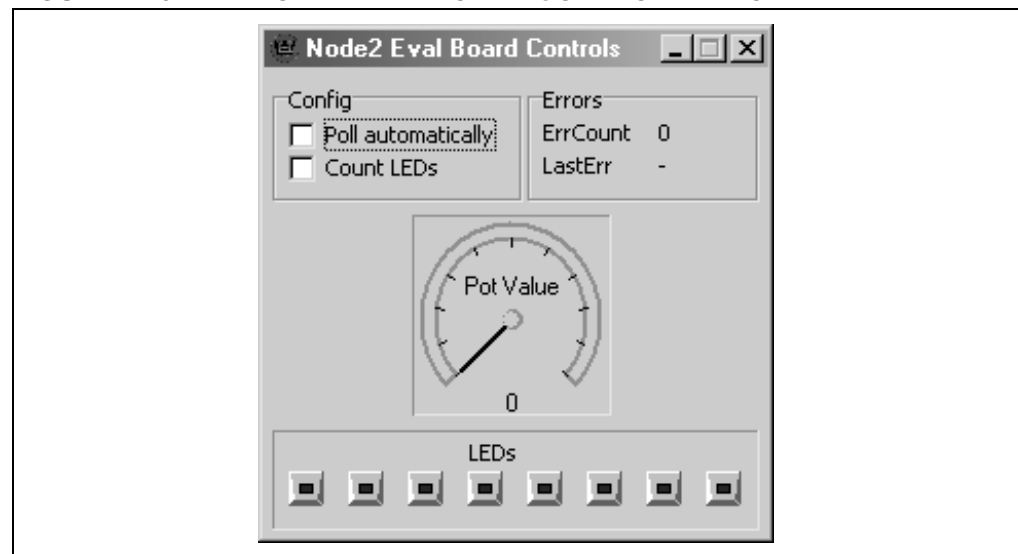 Node2 Eval Board Controls
Config
Errors
Poll automatically
ErrCount 0
Count LEDs
LastErr -
Pot Value
0
LEDs